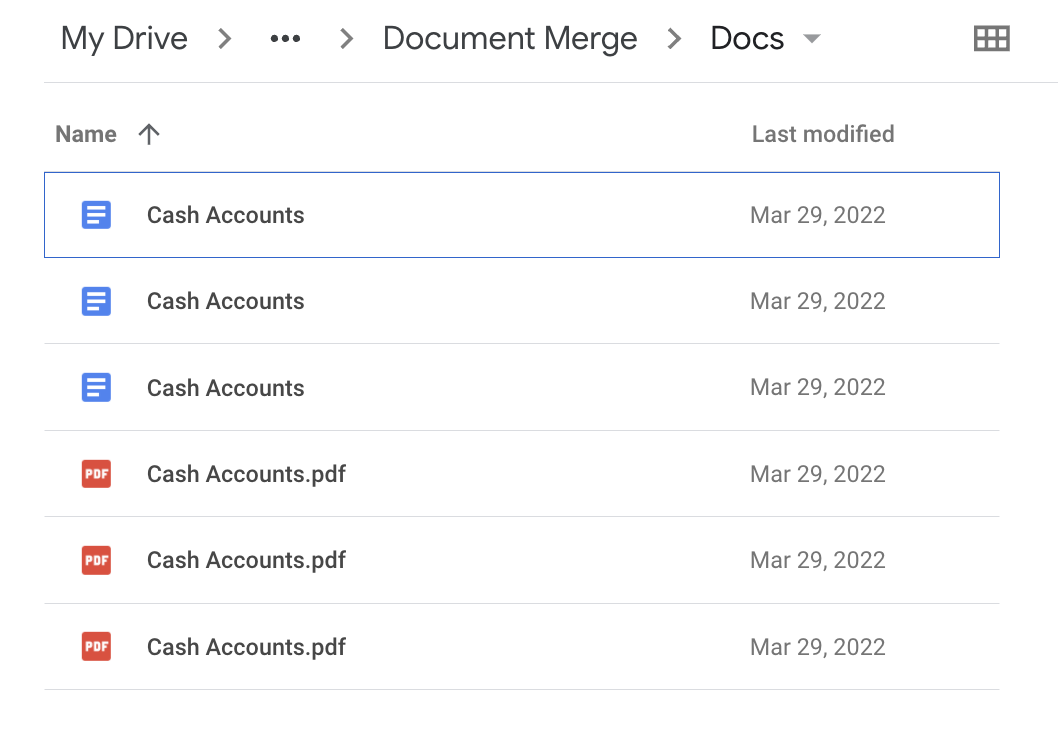 My Drive > ••• > Document Merge > Docs
Name ↑ Last modified
Cash Accounts Mar 29, 2022
Cash Accounts Mar 29, 2022
Cash Accounts Mar 29, 2022
PDF Cash Accounts.pdf Mar 29, 2022
PDF Cash Accounts.pdf Mar 29, 2022
PDF Cash Accounts.pdf Mar 29, 2022